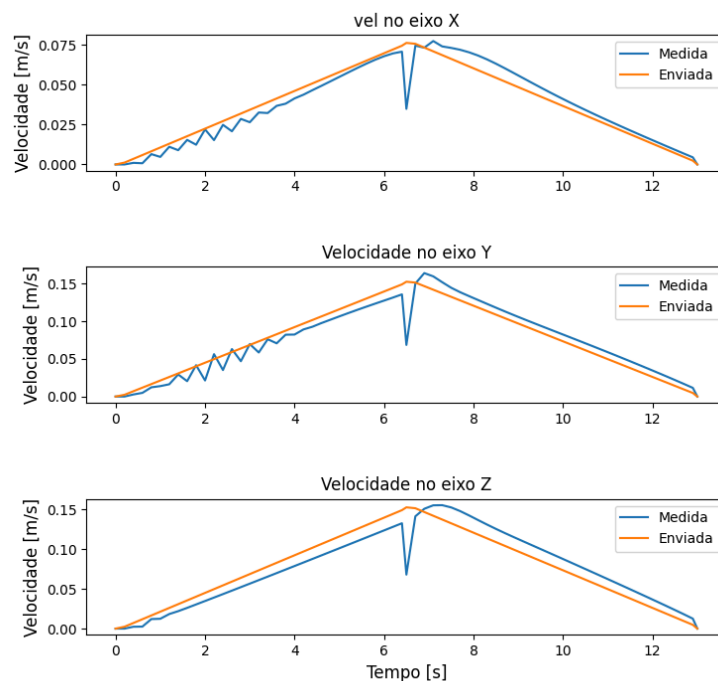 vel no eixo X
Velocidade [m/s]
0.075
0.050
0.025
0.000
Medida
Enviada
0 2 4 6 8 10 12
Velocidade no eixo Y
Velocidade [m/s]
0.15
0.10
0.05
0.00
Medida
Enviada
0 2 4 6 8 10 12
Velocidade no eixo Z
Velocidade [m/s]
0.15
0.10
0.05
0.00
Medida
Enviada
0 2 4 6 8 10 12
Tempo [s]